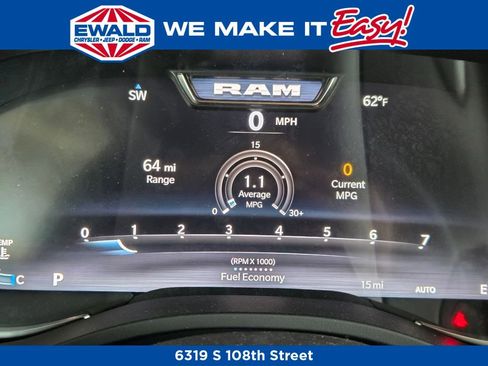 EWALD
CHRYSLER • JEEP • DODGE • RAM
WE MAKE IT Easy!
SW
RAM
62°F
0 MPH
15
64 mi
Range
1.1
Average
MPG
0
30+
0
Current
MPG
0 1 2 3 4 5 6 7
C
P
(RPM X 1000)
Fuel Economy
15 mi
AUTO
E
6319 S 108th Street